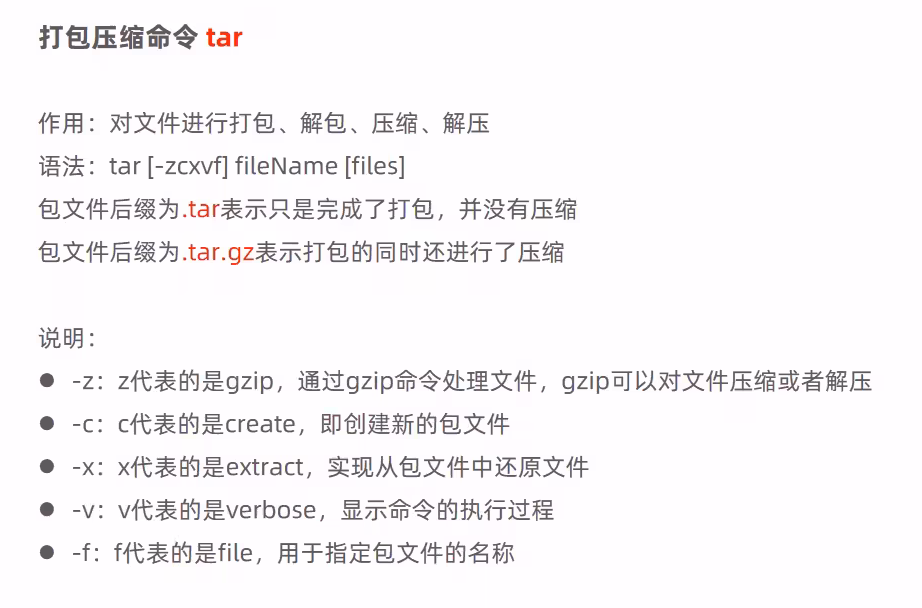 打包压缩命令 tar
作用：对文件进行打包、解包、压缩、解压
语法：tar [-zcxvf] fileName [files]
包文件后缀为.tar表示只是完成了打包，并没有压缩
包文件后缀为.tar.gz表示打包的同时还进行了压缩
说明：
● -z：z代表的是gzip，通过gzip命令处理文件，gzip可以对文件压缩或者解压
● -c：c代表的是create，即创建新的包文件
● -x：x代表的是extract，实现从包文件中还原文件
● -v：v代表的是verbose，显示命令的执行过程
● -f：f代表的是file，用于指定包文件的名称